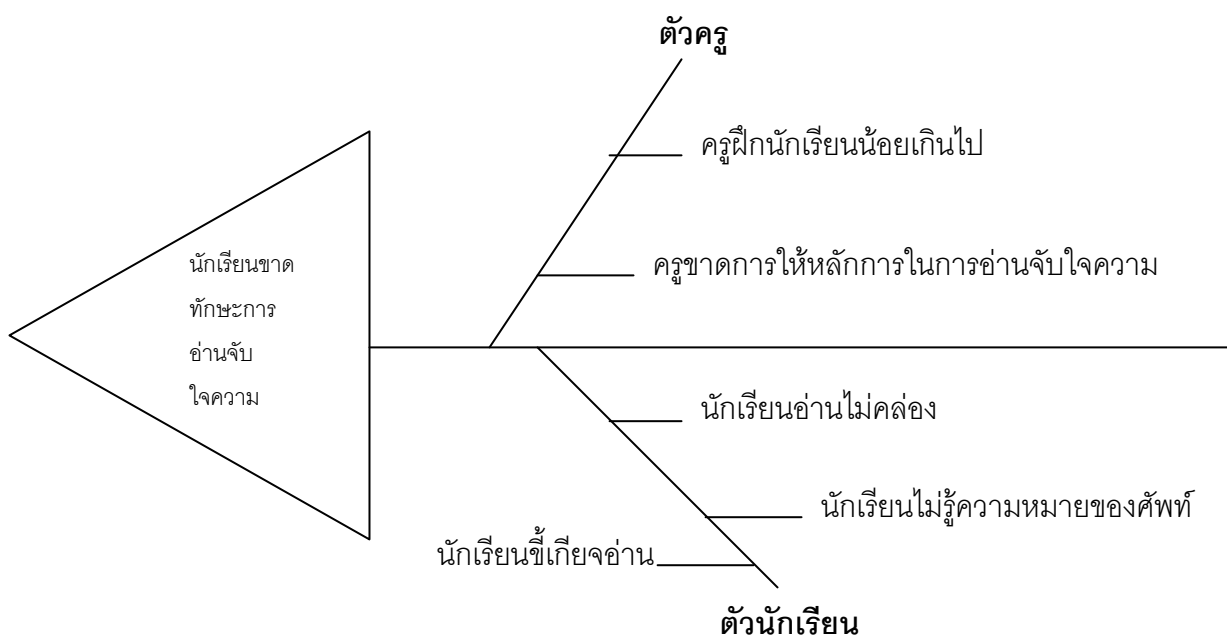 ตัวครู
ครูฝึกนักเรียนน้อยเกินไป
ครูขาดการให้หลักการในการอ่านจับใจความ
นักเรียนขาด
ทักษะการ
อ่านจับ
ใจความ
นักเรียนอ่านไม่คล่อง
นักเรียนไม่รู้ความหมายของศัพท์
นักเรียนขี้เกียจอ่าน
ตัวนักเรียน